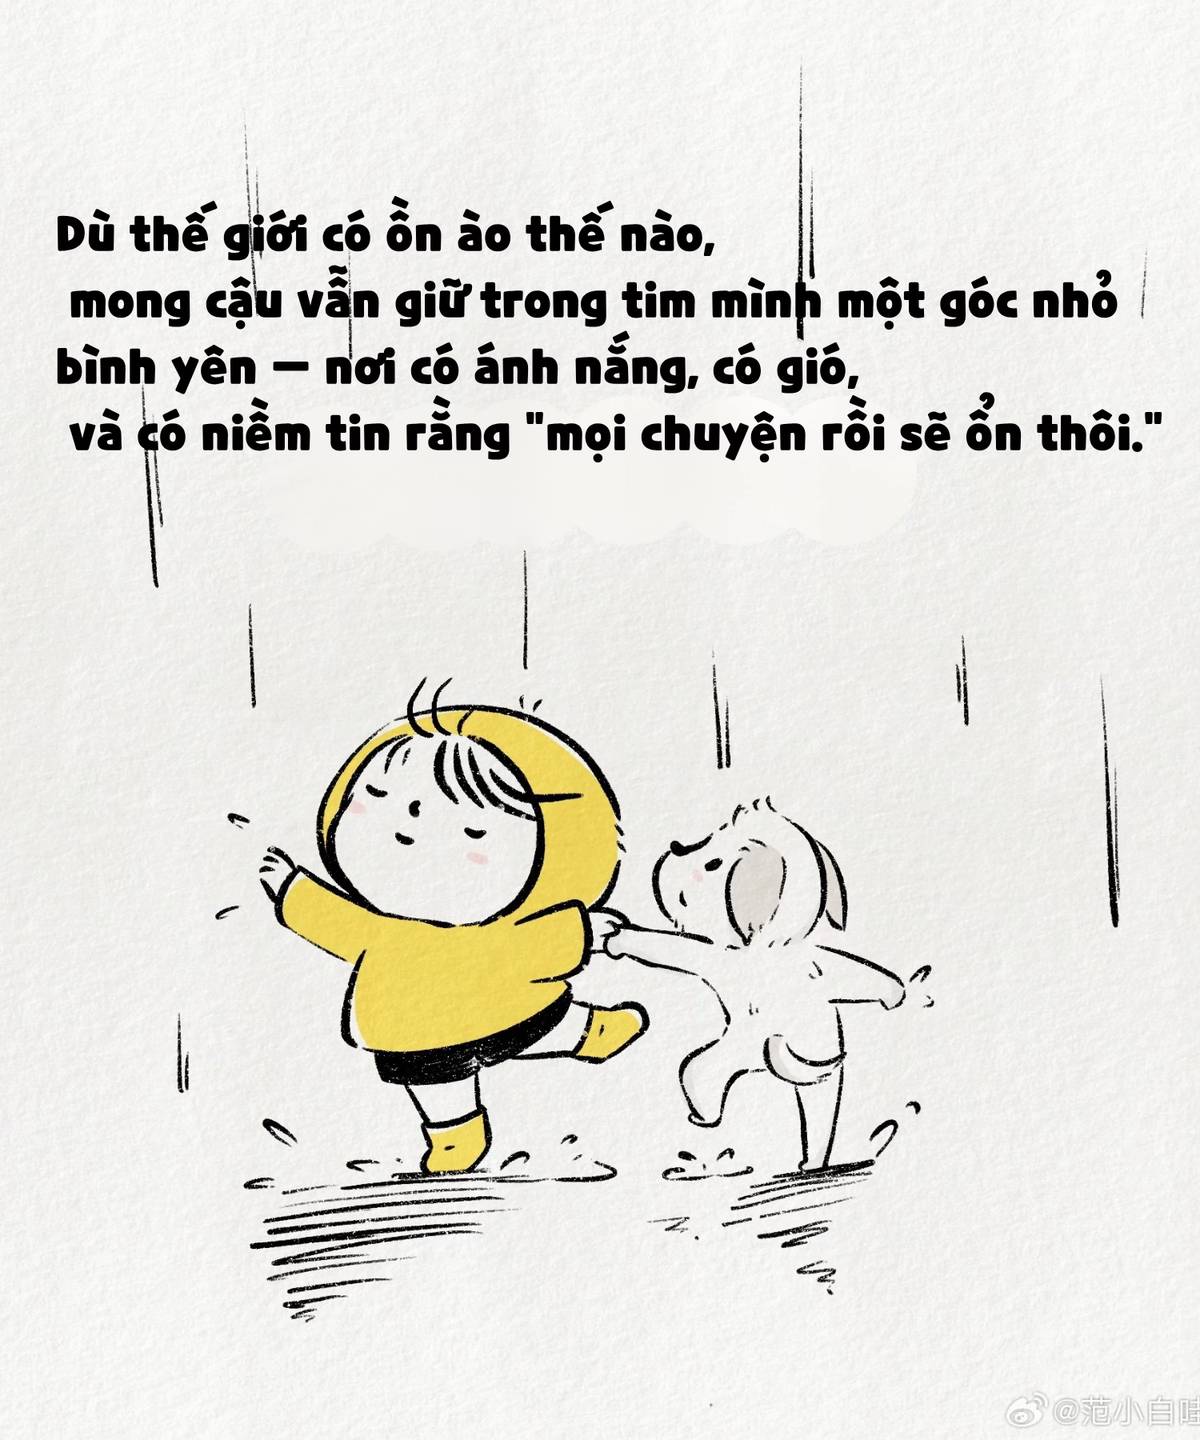 Dù thế giới có ồn ào thế nào,
mong cậu vẫn giữ trong tim mình một góc nhỏ
bình yên — nơi có ánh nắng, có gió,
và có niềm tin rằng "mọi chuyện rồi sẽ ổn thôi."
@范小白哇